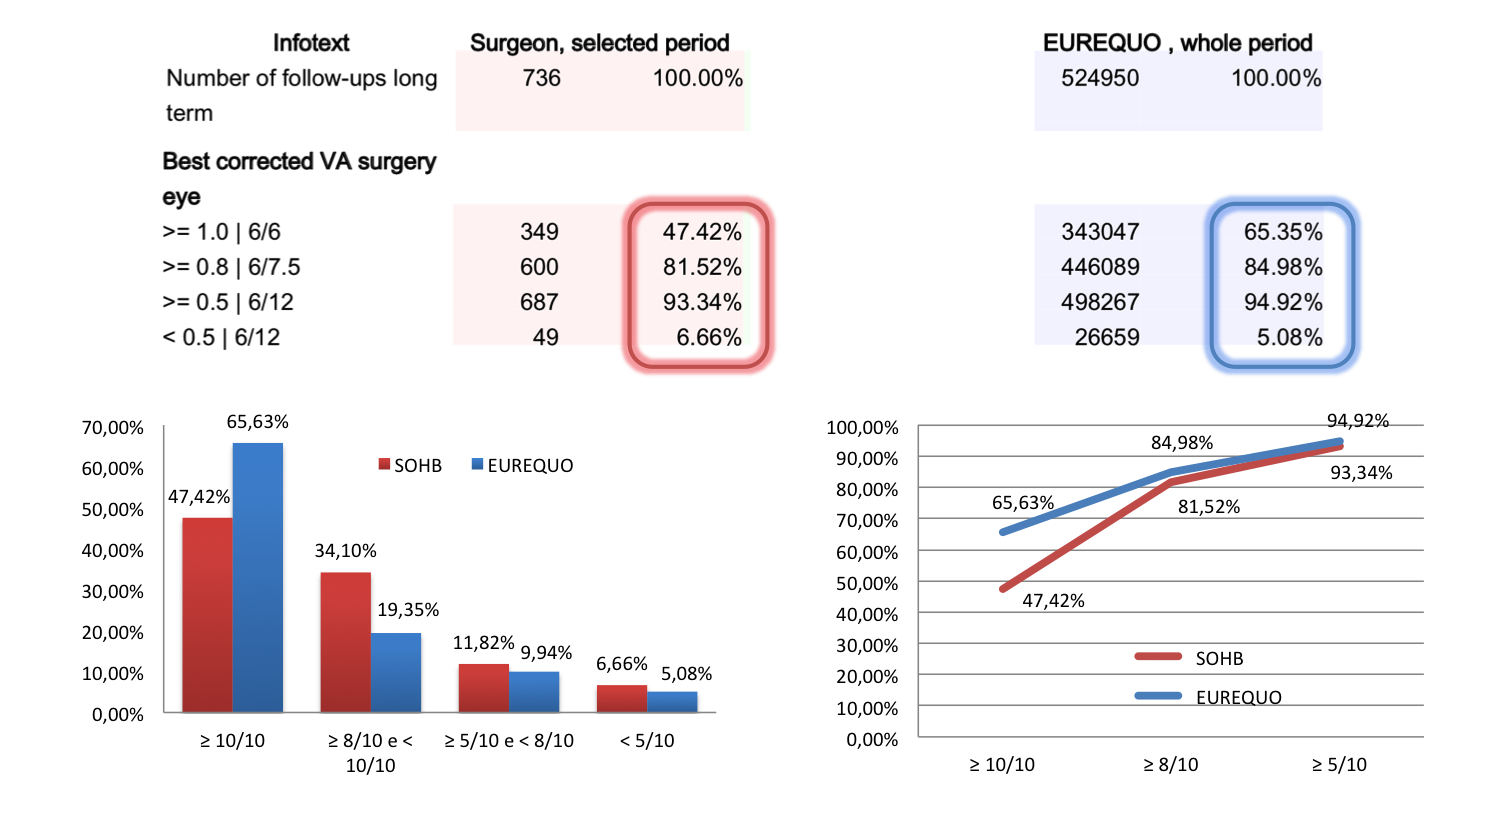 Infotext Surgeon, selected period EUREQUO , whole period
Number of follow-ups long 736 100.00% 524950 100.00%
term
Best corrected VA surgery
eye
>= 1.0 | 6/6 349 47.42% 343047 65.35%
>= 0.8 | 6/7.5 600 81.52% 446089 84.98%
>= 0.5 | 6/12 687 93.34% 498267 94.92%
< 0.5 | 6/12 49 6.66% 26659 5.08%
70,00%
60,00%
50,00%
40,00%
30,00%
20,00%
10,00%
0,00%
65,63%
SOHB EUREQUO
47,42%
34,10%
19,35%
11,82% 9,94%
6,66% 5,08%
≥ 10/10 ≥ 8/10 e < ≥ 5/10 e < 8/10 < 5/10
10/10
100,00%
90,00%
80,00%
70,00%
60,00%
50,00%
40,00%
30,00%
20,00%
10,00%
0,00%
94,92%
84,98%
93,34%
65,63%
81,52%
47,42%
SOHB
EUREQUO
≥ 10/10 ≥ 8/10 ≥ 5/10